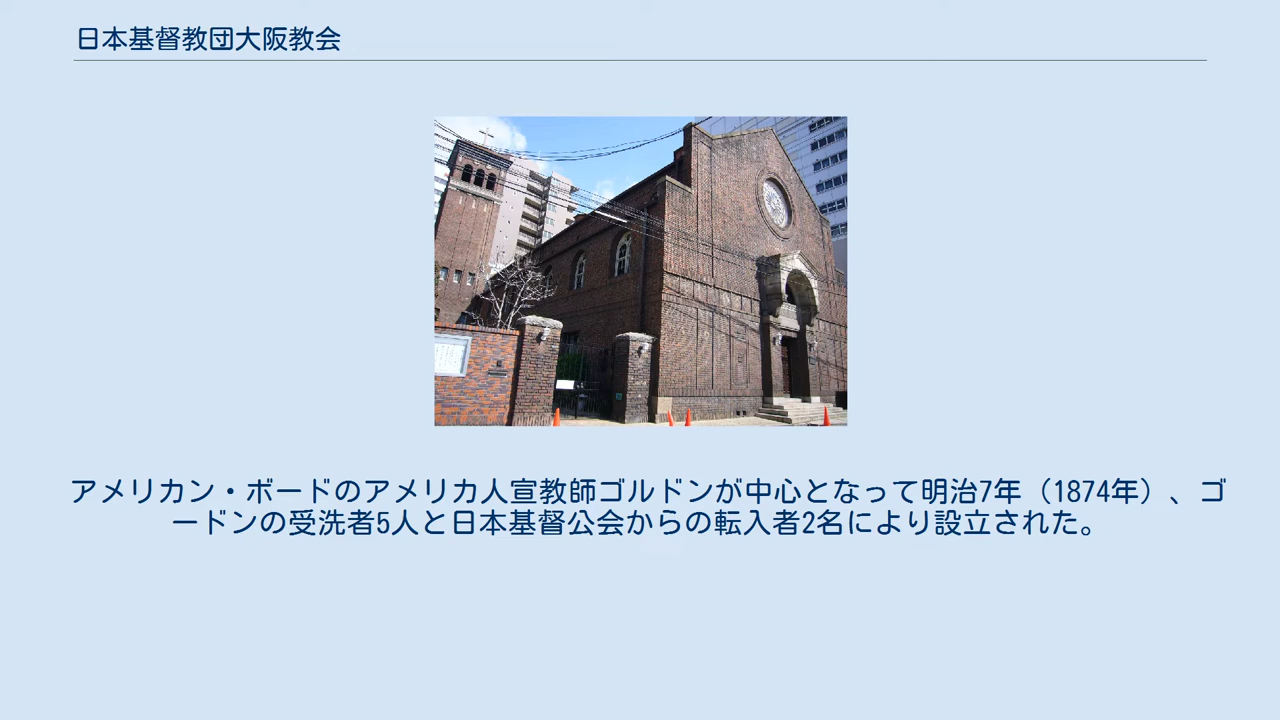 日本基督教団大阪教会
アメリカン・ボードのアメリカ人宣教師ゴルドンが中心となって明治7年（1874年）、ゴ
ードンの受洗者5人と日本基督公会からの転入者2名により設立された。